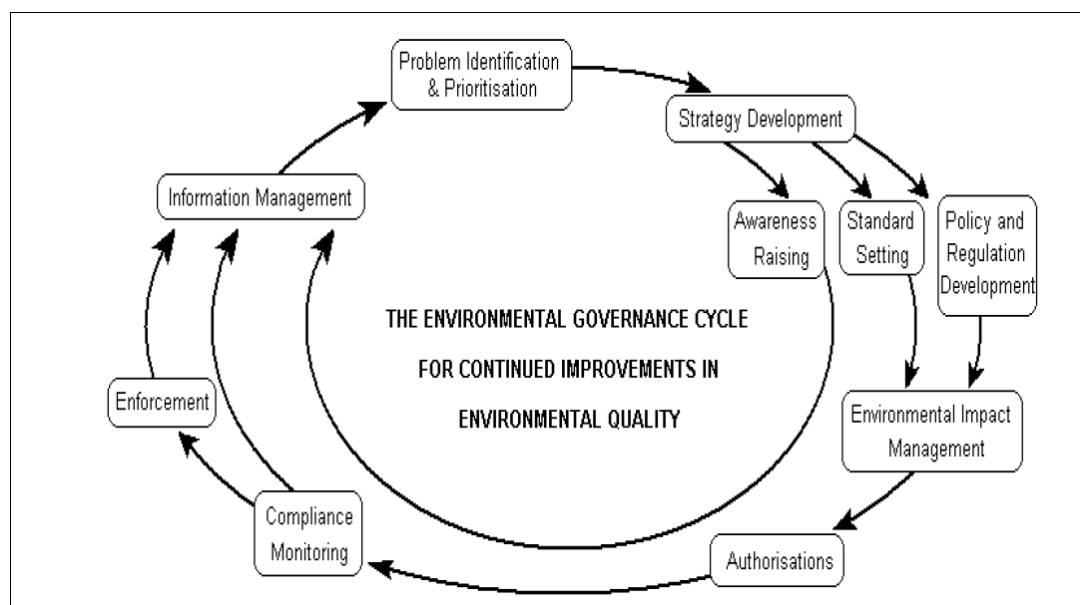 Problem Identification
& Prioritisation
Strategy Development
Information Management
Awareness
Raising
Standard
Setting
Policy and
Regulation
Development
THE ENVIRONMENTAL GOVERNANCE CYCLE
FOR CONTINUED IMPROVEMENTS IN
ENVIRONMENTAL QUALITY
Enforcement
Environmental Impact
Management
Compliance
Monitoring
Authorisations